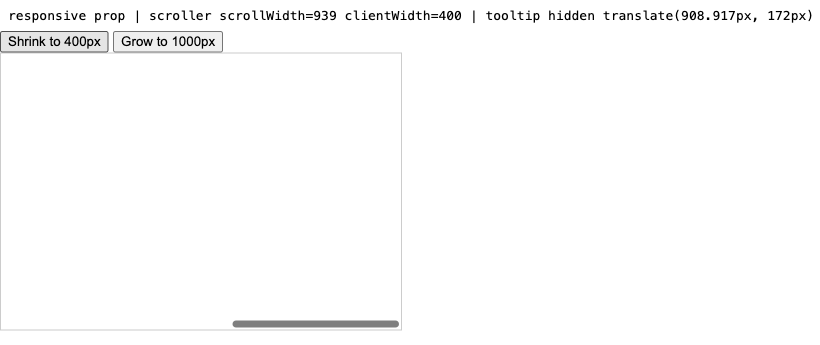 responsive prop | scroller scrollWidth=939 clientWidth=400 | tooltip hidden translate(908.917px, 172px)
Shrink to 400px Grow to 1000px